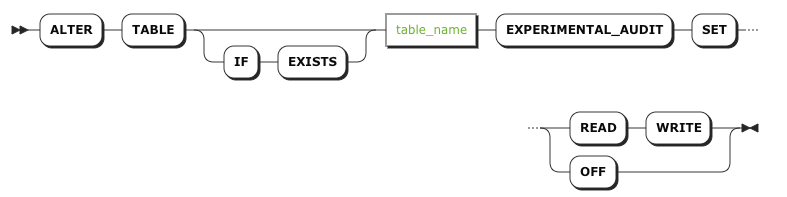 ALTER TABLE table_name EXPERIMENTAL_AUDIT SET
IF EXISTS
READ WRITE
OFF